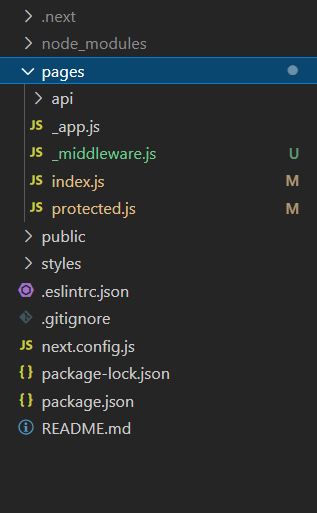 .next
node_modules
pages
api
JS _app.js
JS _middleware.js U
JS index.js M
JS protected.js M
public
styles
.eslintrc.json
.gitignore
JS next.config.js
{ } package-lock.json
{ } package.json
README.md